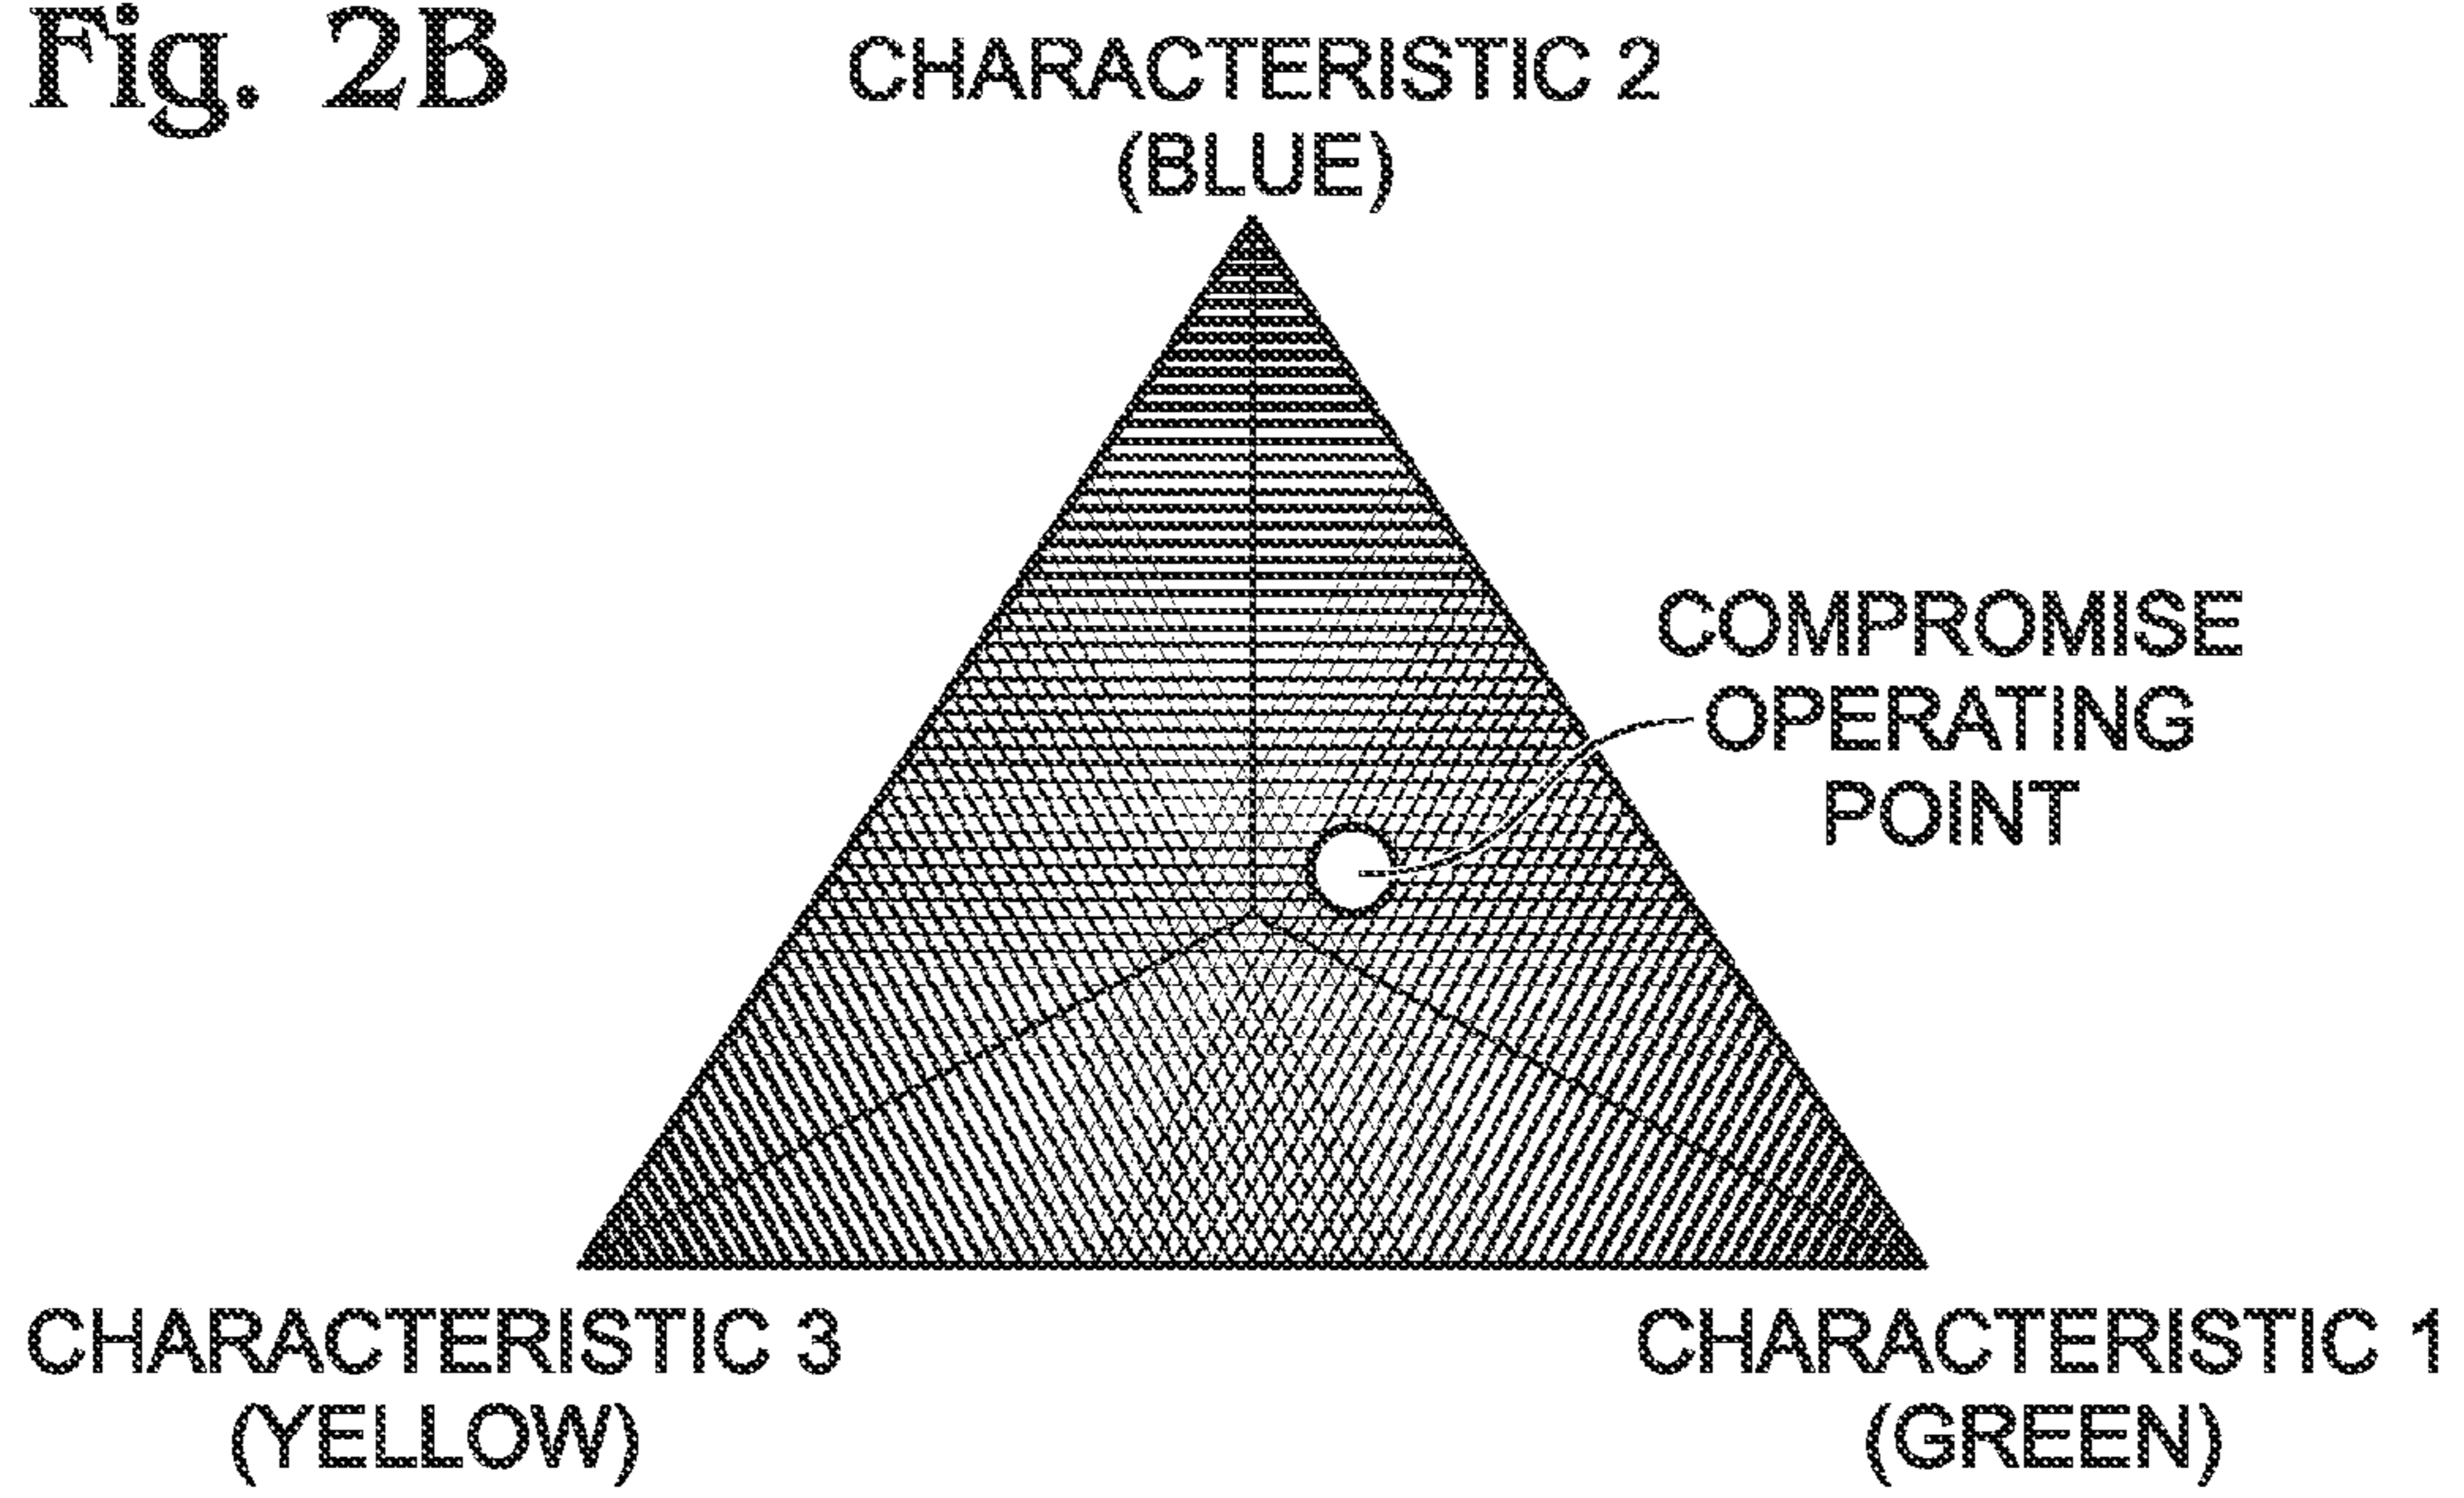 Fig. 2B
CHARACTERISTIC 2
(BLUE)
COMPROMISE
OPERATING
POINT
CHARACTERISTIC 3
(YELLOW)
CHARACTERISTIC 1
(GREEN)